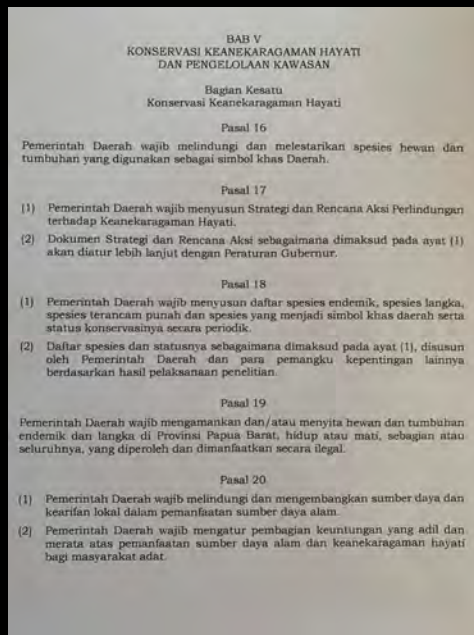 BAB V
KONSERVASI KEANEKARAGAMAN HAYATI
DAN PENGELOLAAN KAWASAN
Bagian Kesatu
Konservasi Keanekaragaman Hayati
Pasal 16
Pemerintah Daerah wajib melindungi dan melestarikan spesies hewan dan
tumbuhan yang digunakan sebagai simbol khas Daerah.
Pasal 17
(1) Pemerintah Daerah wajib menyusun Strategi dan Rencana Aksi Perlindungan
terhadap Keanekaragaman Hayati.
(2) Dokumen Strategi dan Rencana Aksi sebagaimana dimaksud pada ayat (1)
akan diatur lebih lanjut dengan Peraturan Gubernur.
Pasal 18
(1) Pemerintah Daerah wajib menyusun daftar spesies endemik, spesies langka,
spesies terancam punah dan spesies yang menjadi simbol khas daerah serta
status konservasinya secara periodik.
(2) Daftar spesies dan statusnya sebagaimana dimaksud pada ayat (1), disusun
oleh Pemerintah Daerah dan para pemangku kepentingan lainnya
berdasarkan hasil pelaksanaan penelitian.
Pasal 19
Pemerintah Daerah wajib mengamankan dan/atau menyita hewan dan tumbuhan
endemik dan langka di Provinsi Papua Barat, hidup atau mati, sebagian atau
seluruhnya, yang diperoleh dan dimanfaatkan secara ilegal.
Pasal 20
(1) Pemerintah Daerah wajib melindungi dan mengembangkan sumber daya dan
kearifan lokal dalam pemanfaatan sumber daya alam.
(2) Pemerintah Daerah wajib mengatur pembagian keuntungan yang adil dan
merata atas pemanfaatan sumber daya alam dan keanekaragaman hayati
bagi masyarakat adat.